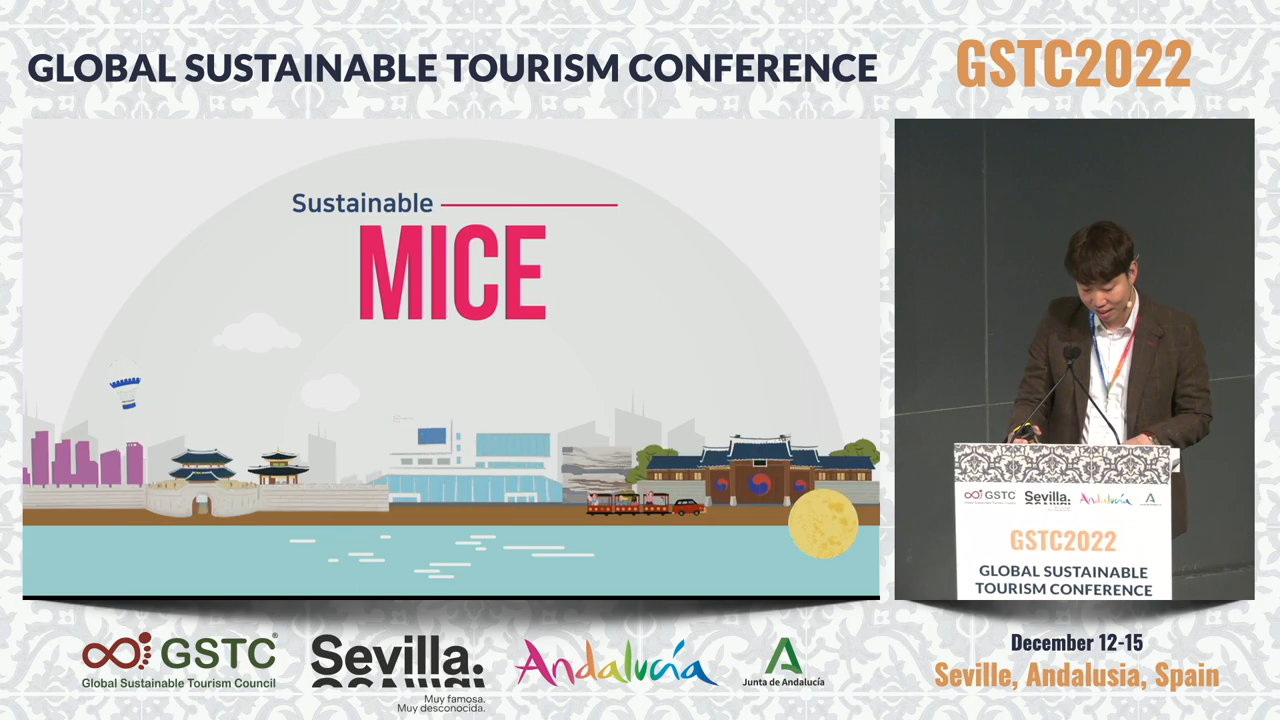 GLOBAL SUSTAINABLE TOURISM CONFERENCE
GSTC2022
Sustainable
MICE
GSTC
Sevilla.
Andalucía
GSTC2022
GLOBAL SUSTAINABLE
TOURISM CONFERENCE
GSTC®
Global Sustainable Tourism Council
Sevilla.
Muy famosa.
Muy desconocida.
Andalucía
Junta de Andalucía
December 12-15
Seville, Andalusia, Spain